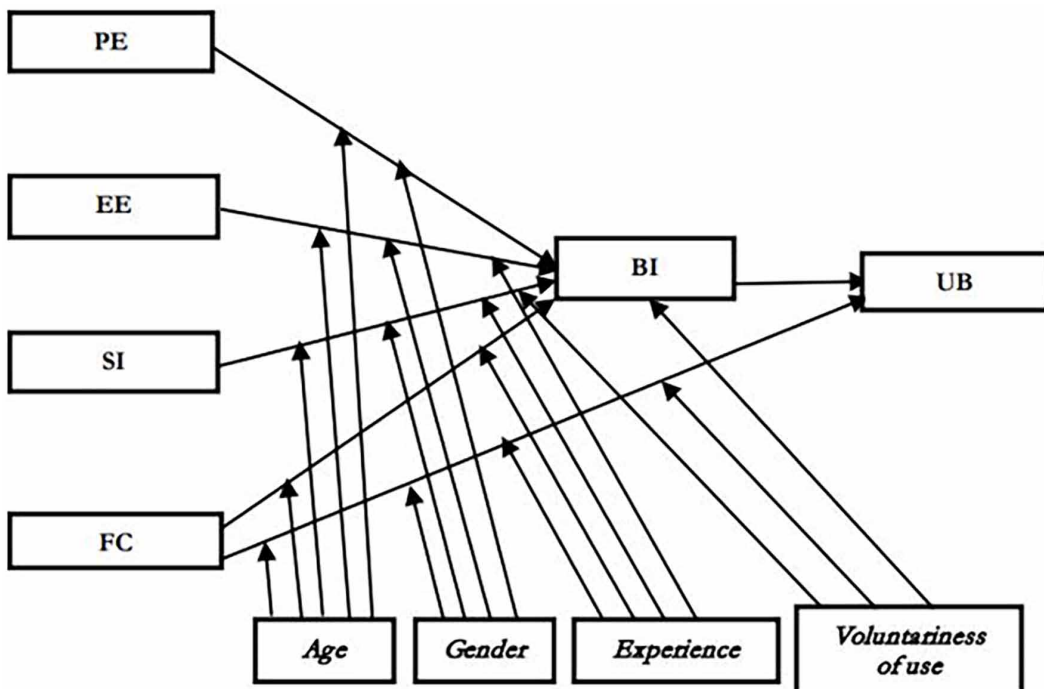 PE
EE
BI
UB
SI
FC
Age
Gender
Experience
Voluntariness
of use